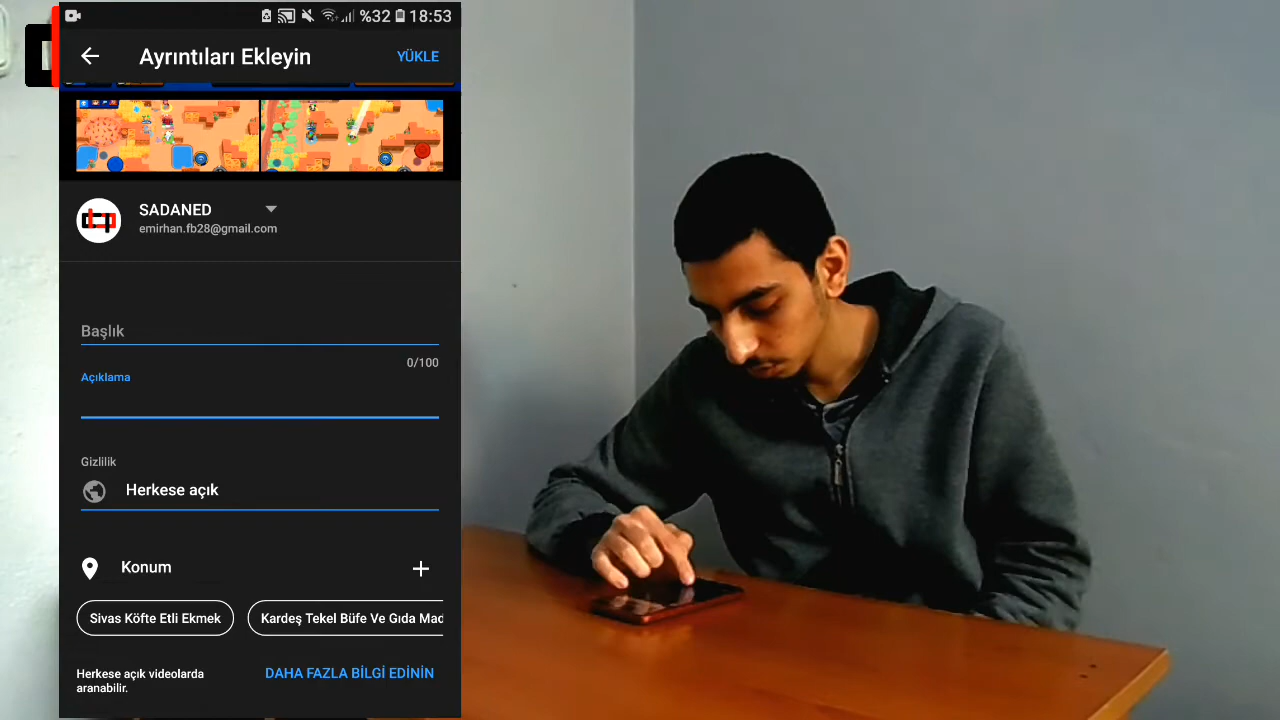 %32 18:53
Ayrıntıları Ekleyin YÜKLE
SADANED
emirhan.fb28@gmail.com
Başlık
0/100
Açıklama
Gizlilik
Herkese açık
Konum
Sivas Köfte Etli Ekmek Kardeş Tekel Büfe Ve Gıda Mad
Herkese açık videolarda
aranabilir.
DAHA FAZLA BİLGİ EDİNİN